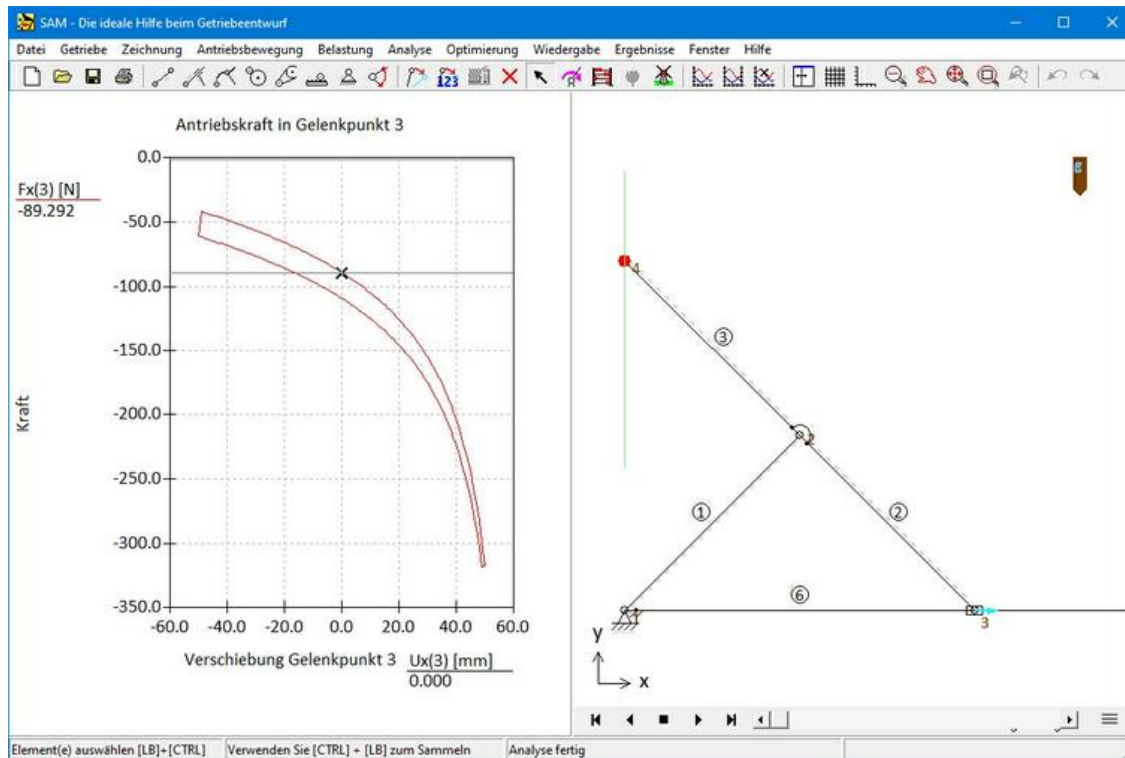 SAM - Die ideale Hilfe beim Getriebeentwurf
Datei Getriebe Zeichnung Antriebsbewegung Belastung Analyse Optimierung Wiedergabe Ergebnisse Fenster Hilfe
123
Antriebskraft in Gelenkpunkt 3
Fx(3) [N]
-89.292
0.0
-50.0
-100.0
-150.0
-200.0
-250.0
-300.0
-350.0
Kraft
-60.0 -40.0 -20.0 0.0 20.0 40.0 60.0
Verschiebung Gelenkpunkt 3 Ux(3) [mm]
0.000
4
3
2
1
2
6
1
3
y
x
Element(e) auswählen [LB]+[CTRL] Verwenden Sie [CTRL] + [LB] zum Sammeln Analyse fertig